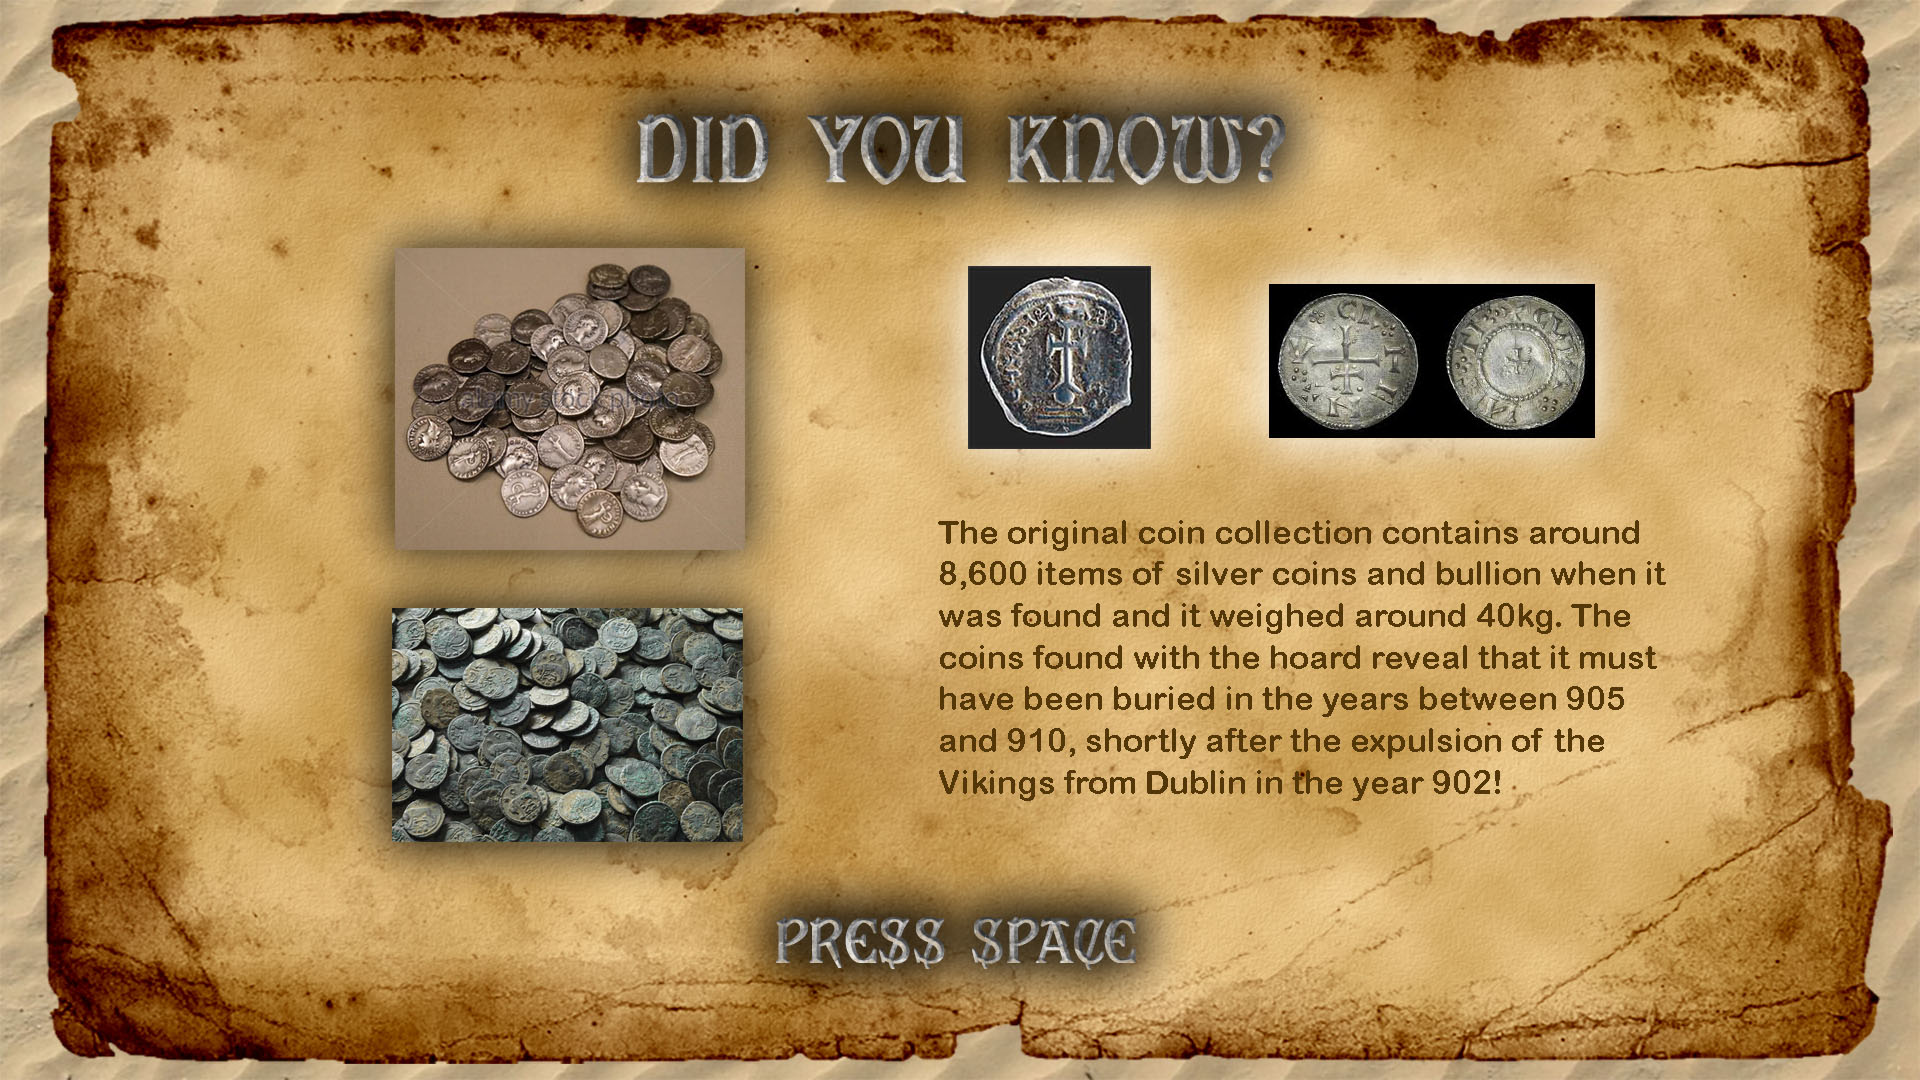 DID YOU KNOW?
The original coin collection contains around
8,600 items of silver coins and bullion when it
was found and it weighed around 40kg. The
coins found with the hoard reveal that it must
have been buried in the years between 905
and 910, shortly after the expulsion of the
Vikings from Dublin in the year 902!
PRESS SPACE